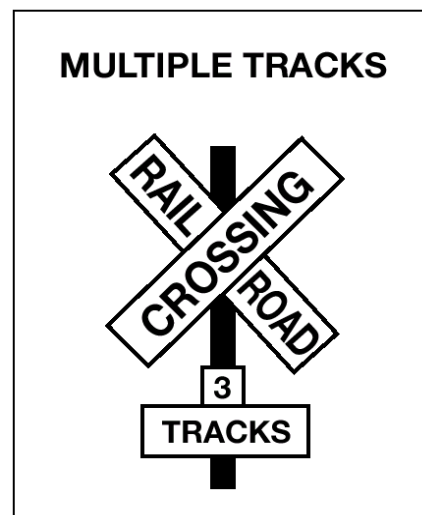 MULTIPLE TRACKS
RAIL
CROSSING
ROAD
3
TRACKS